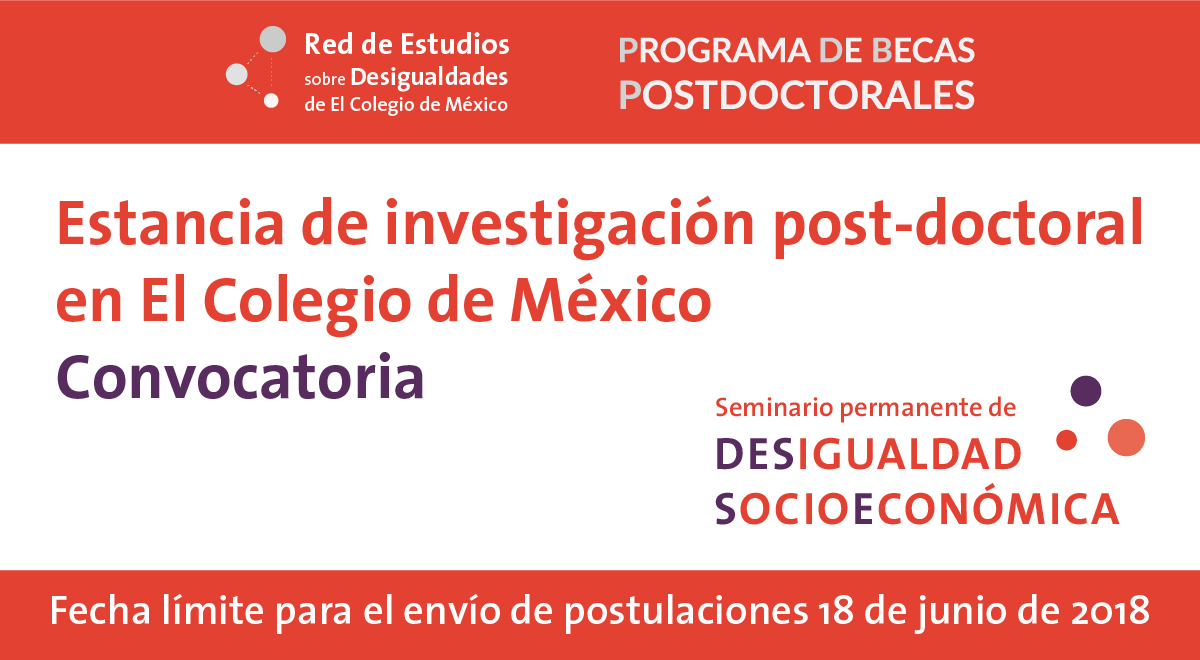 Red de Estudios
sobre Desigualdades
de El Colegio de México
PROGRAMA DE BECAS
POSTDOCTORALES
Estancia de investigación post-doctoral
en El Colegio de México
Convocatoria
Seminario permanente de
DESIGUALDAD
SOCIOECONÓMICA
Fecha límite para el envío de postulaciones 18 de junio de 2018